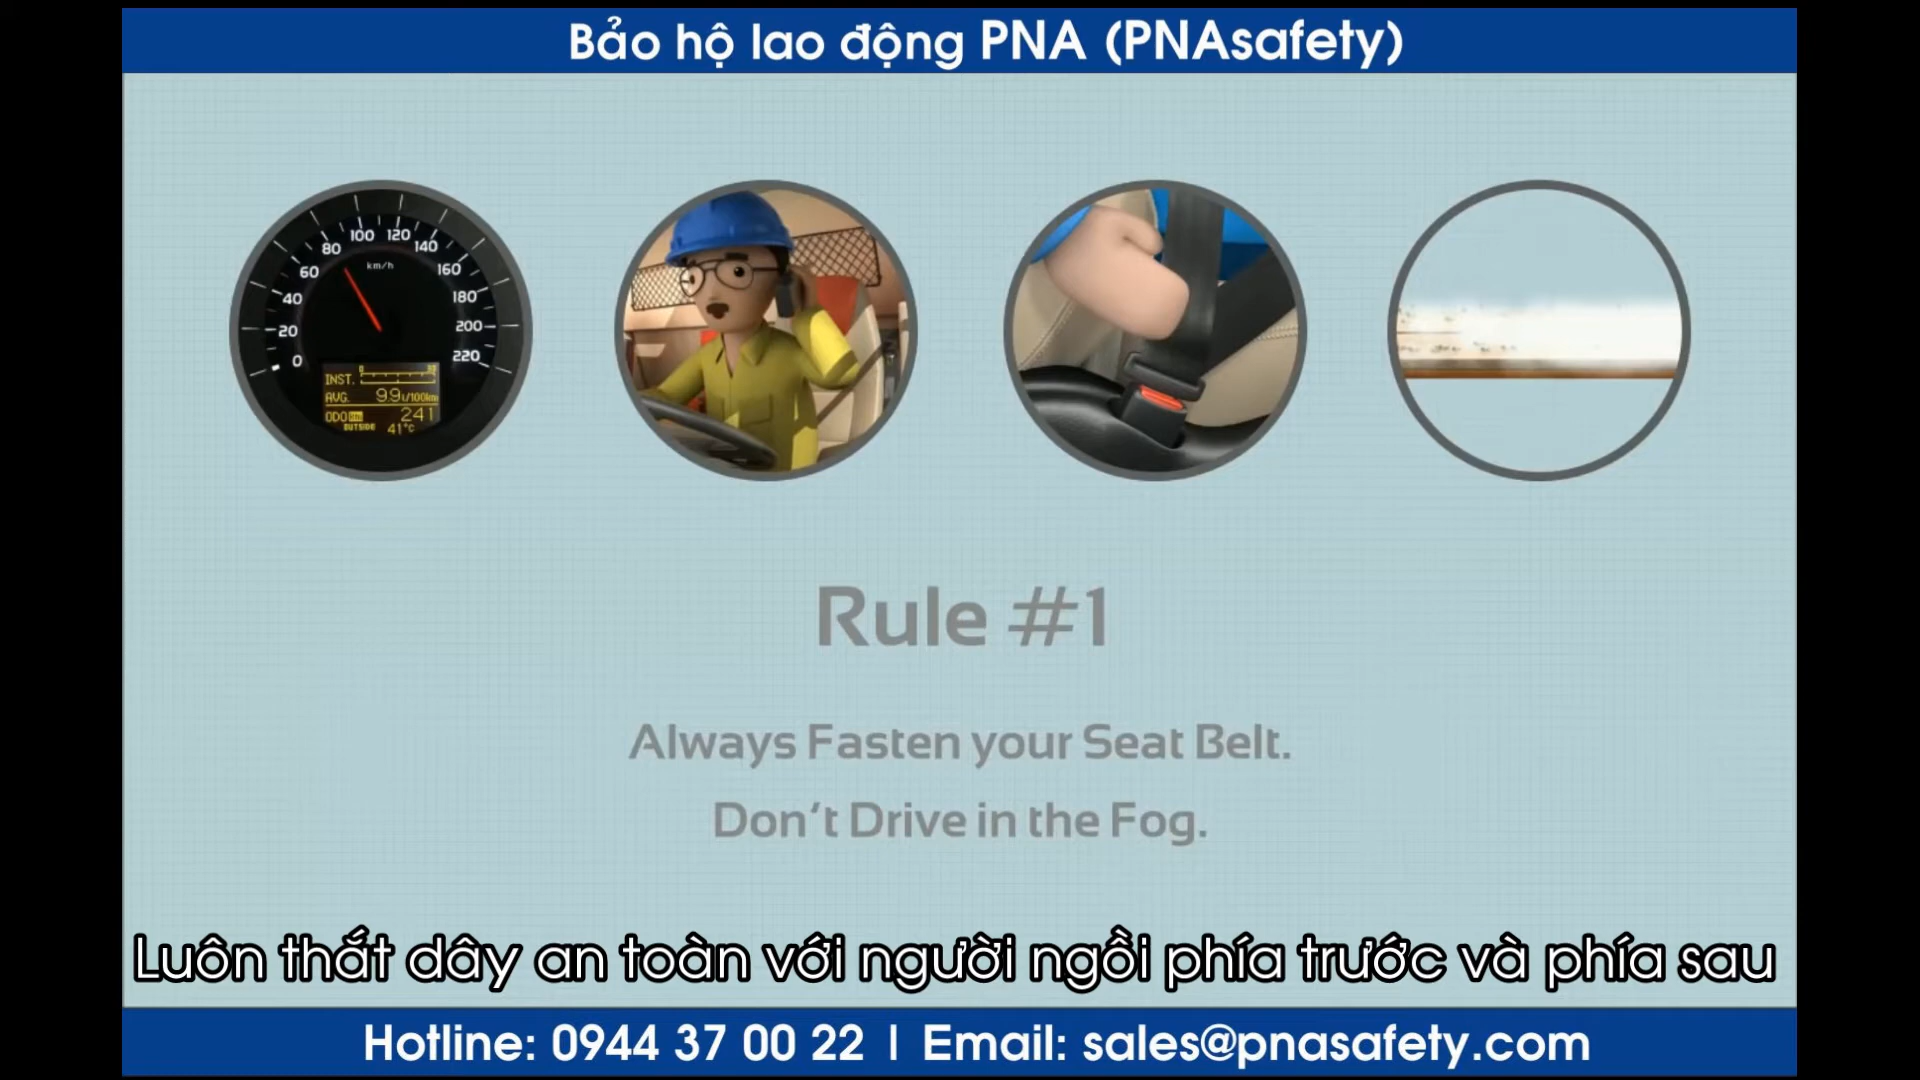 Bảo hộ lao động PNA (PNAsafety)
0 20 40 60 80 100 120 140 160 180 200 220
km/h
INST.
AVG. 9.9 l/100km
ODO km 241
OUTSIDE 41°C
Rule #1
Always Fasten your Seat Belt.
Don't Drive in the Fog.
Luôn thắt dây an toàn với người ngồi phía trước và phía sau
Hotline: 0944 37 00 22 | Email: sales@pnasafety.com